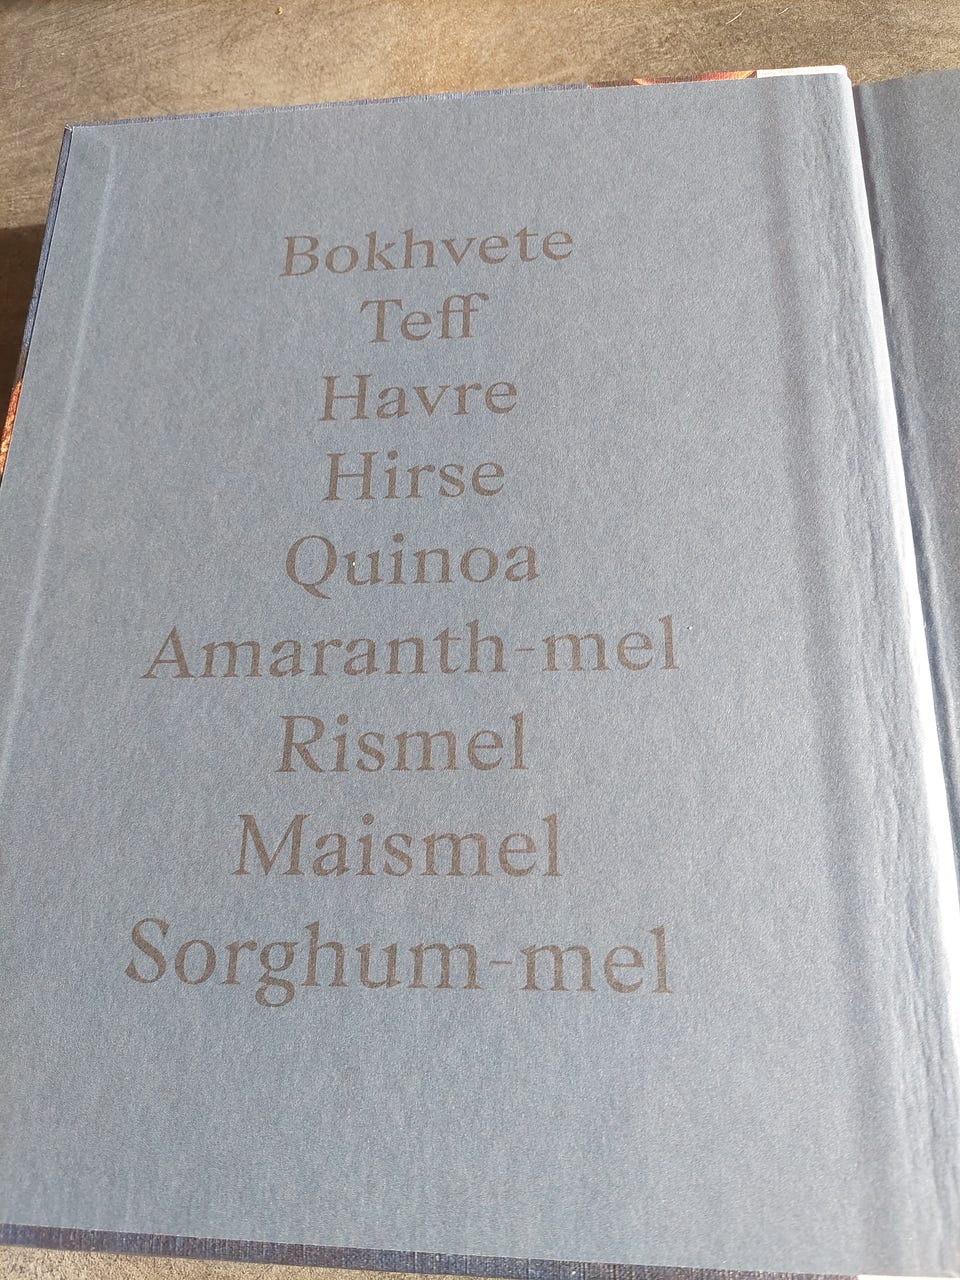 Bokhvete
Teff
Havre
Hirse
Quinoa
Amaranth-mel
Rismel
Maismel
Sorghum-mel